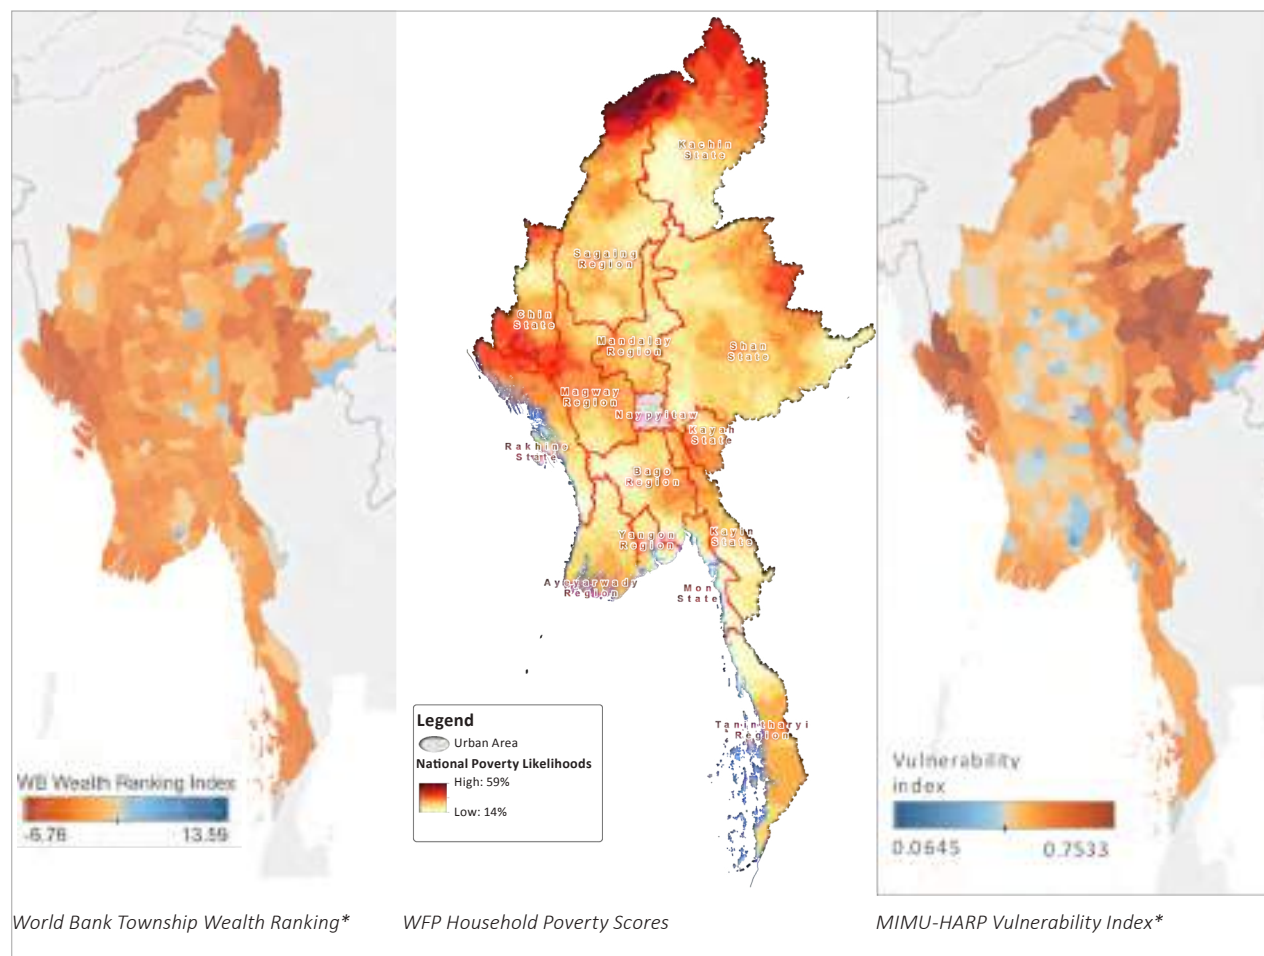 Kachin
State
Sagaing
Region
Chin
State
Mandalay
Region
Shan
State
Magway
Region
Naypyitaw
Kayah
State
Rakhine
State
Bago
Region
Yangon
Region
Kayin
State
Ayeyarwady
Region
Mon
State
Tanintharyi
Region
Legend
Urban Area
National Poverty Likelihoods
High: 59%
Low: 14%
WB Wealth Ranking Index
-6.76 13.59
Vulnerability
index
0.0645 0.7533
World Bank Township Wealth Ranking*
WFP Household Poverty Scores
MIMU-HARP Vulnerability Index*